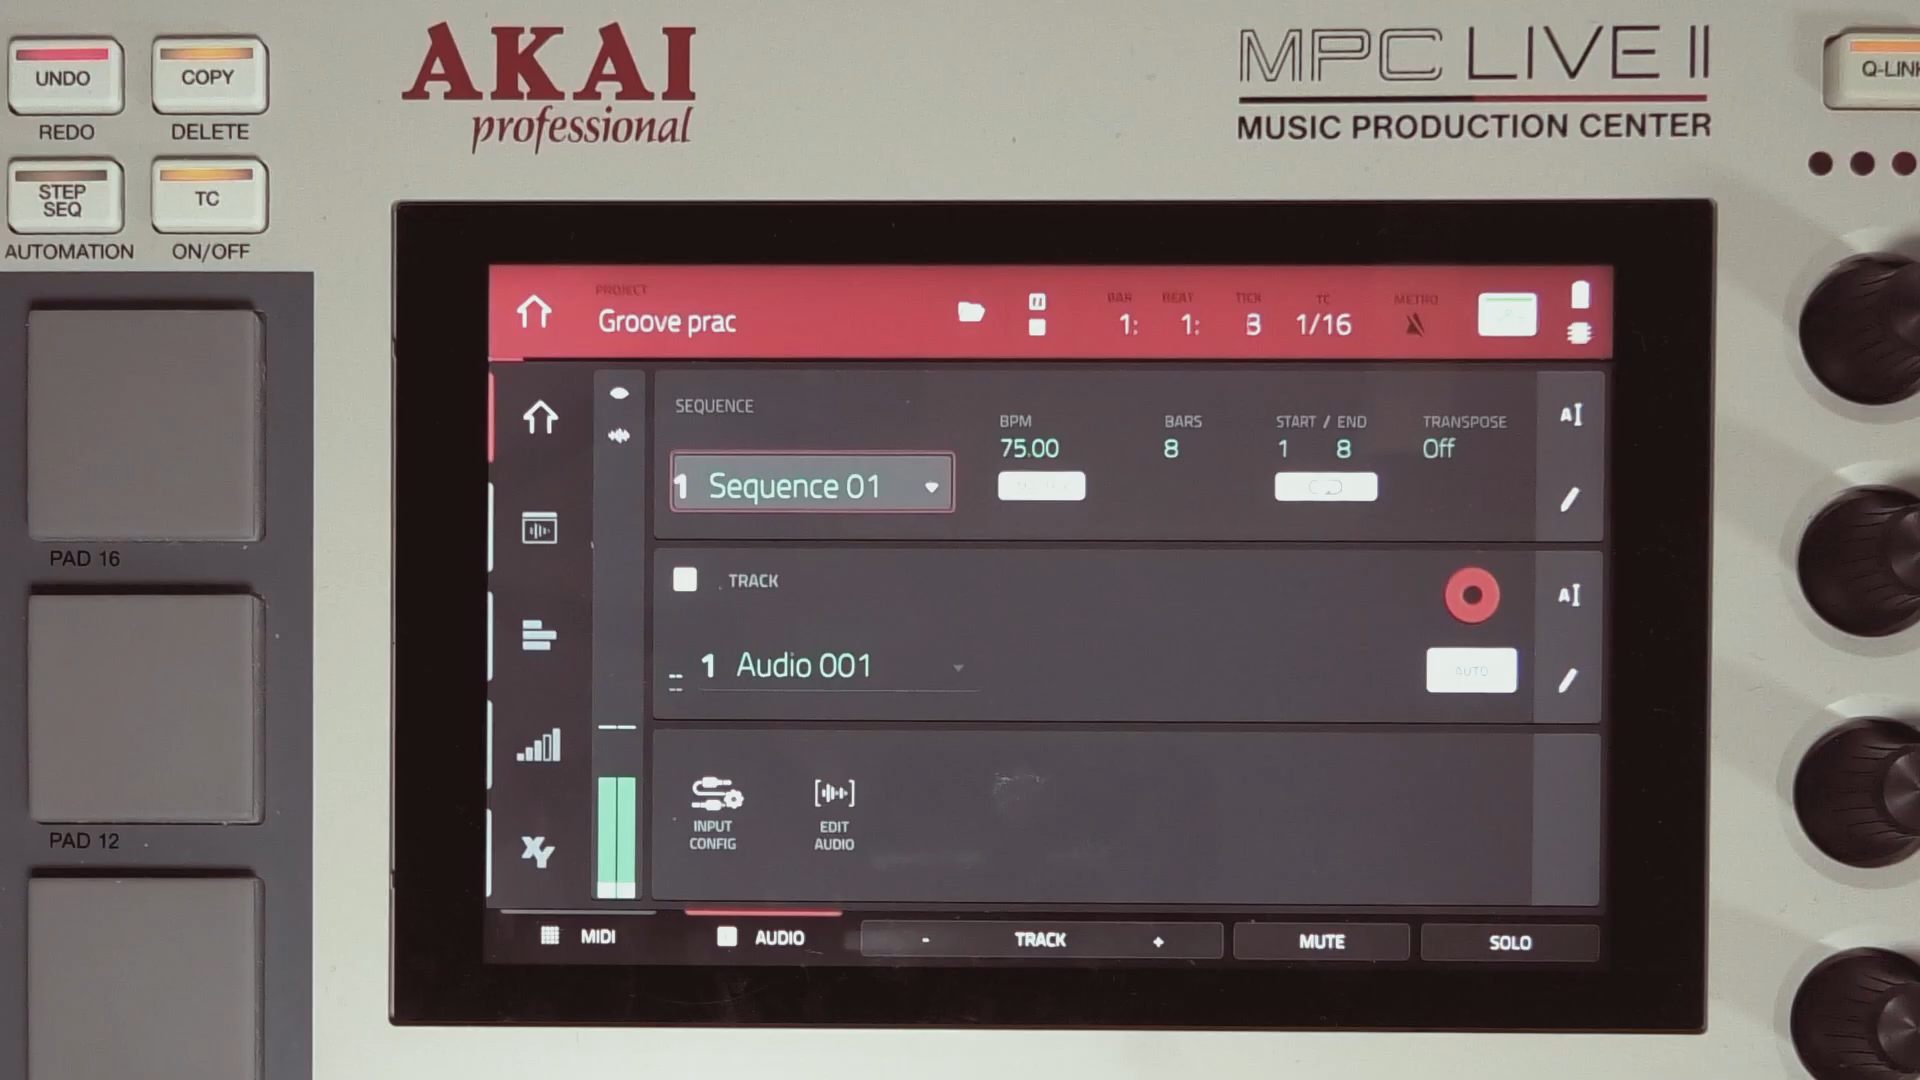 UNDO
COPY
REDO
DELETE
STEP
SEQ
TC
AUTOMATION
ON/OFF
AKAI
professional
MPC LIVE II
MUSIC PRODUCTION CENTER
Q-LINK
PROJECT
Groove prac
BAR BEAT TICK TC METRO
1: 1: 3 1/16
SEQUENCE
1 Sequence 01
BPM
75.00
BARS
8
START / END
1 8
TRANSPOSE
Off
TRACK
1 Audio 001
AUTO
INPUT
CONFIG
EDIT
AUDIO
MIDI AUDIO - TRACK + MUTE SOLO
XY
PAD 16
PAD 12